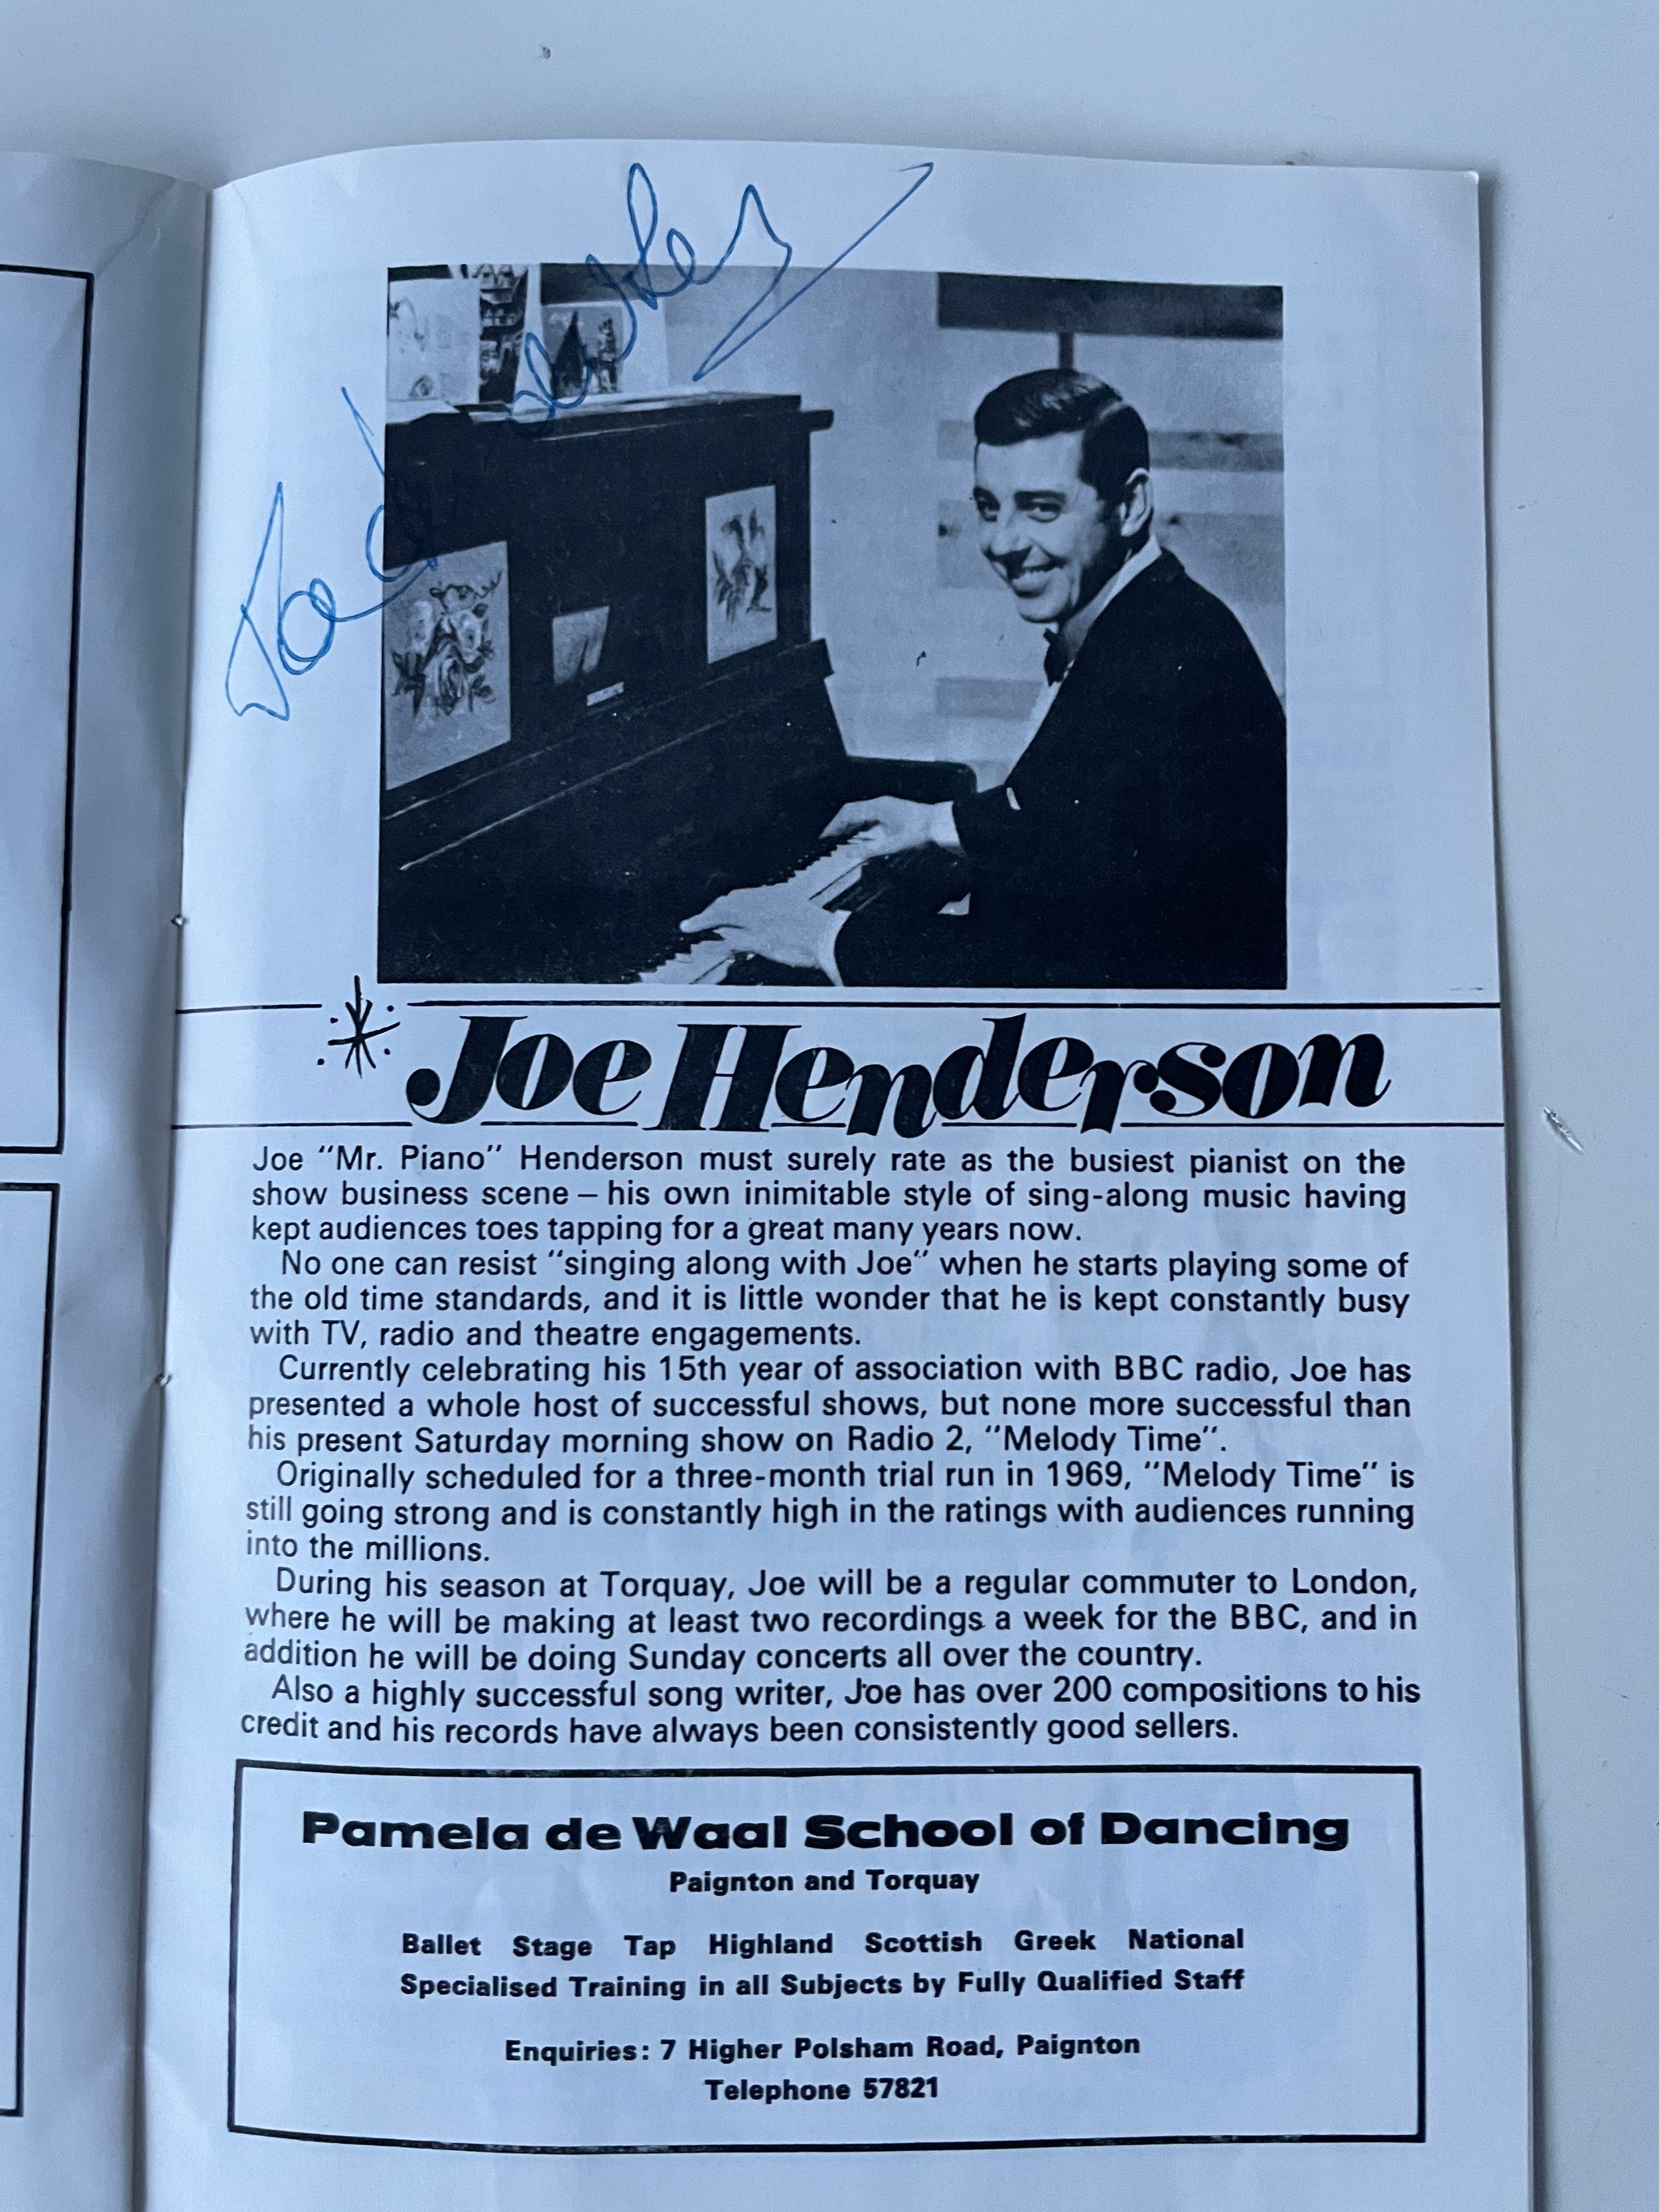 Joe Henderson
Joe "Mr. Piano" Henderson must surely rate as the busiest pianist on the
show business scene – his own inimitable style of sing-along music having
kept audiences toes tapping for a great many years now.
No one can resist "singing along with Joe" when he starts playing some of
the old time standards, and it is little wonder that he is kept constantly busy
with TV, radio and theatre engagements.
Currently celebrating his 15th year of association with BBC radio, Joe has
presented a whole host of successful shows, but none more successful than
his present Saturday morning show on Radio 2, "Melody Time".
Originally scheduled for a three-month trial run in 1969, "Melody Time" is
still going strong and is constantly high in the ratings with audiences running
into the millions.
During his season at Torquay, Joe will be a regular commuter to London,
where he will be making at least two recordings a week for the BBC, and in
addition he will be doing Sunday concerts all over the country.
Also a highly successful song writer, Joe has over 200 compositions to his
credit and his records have always been consistently good sellers.
Pamela de Waal School of Dancing
Paignton and Torquay
Ballet Stage Tap Highland Scottish Greek National
Specialised Training in all Subjects by Fully Qualified Staff
Enquiries: 7 Higher Polsham Road, Paignton
Telephone 57821